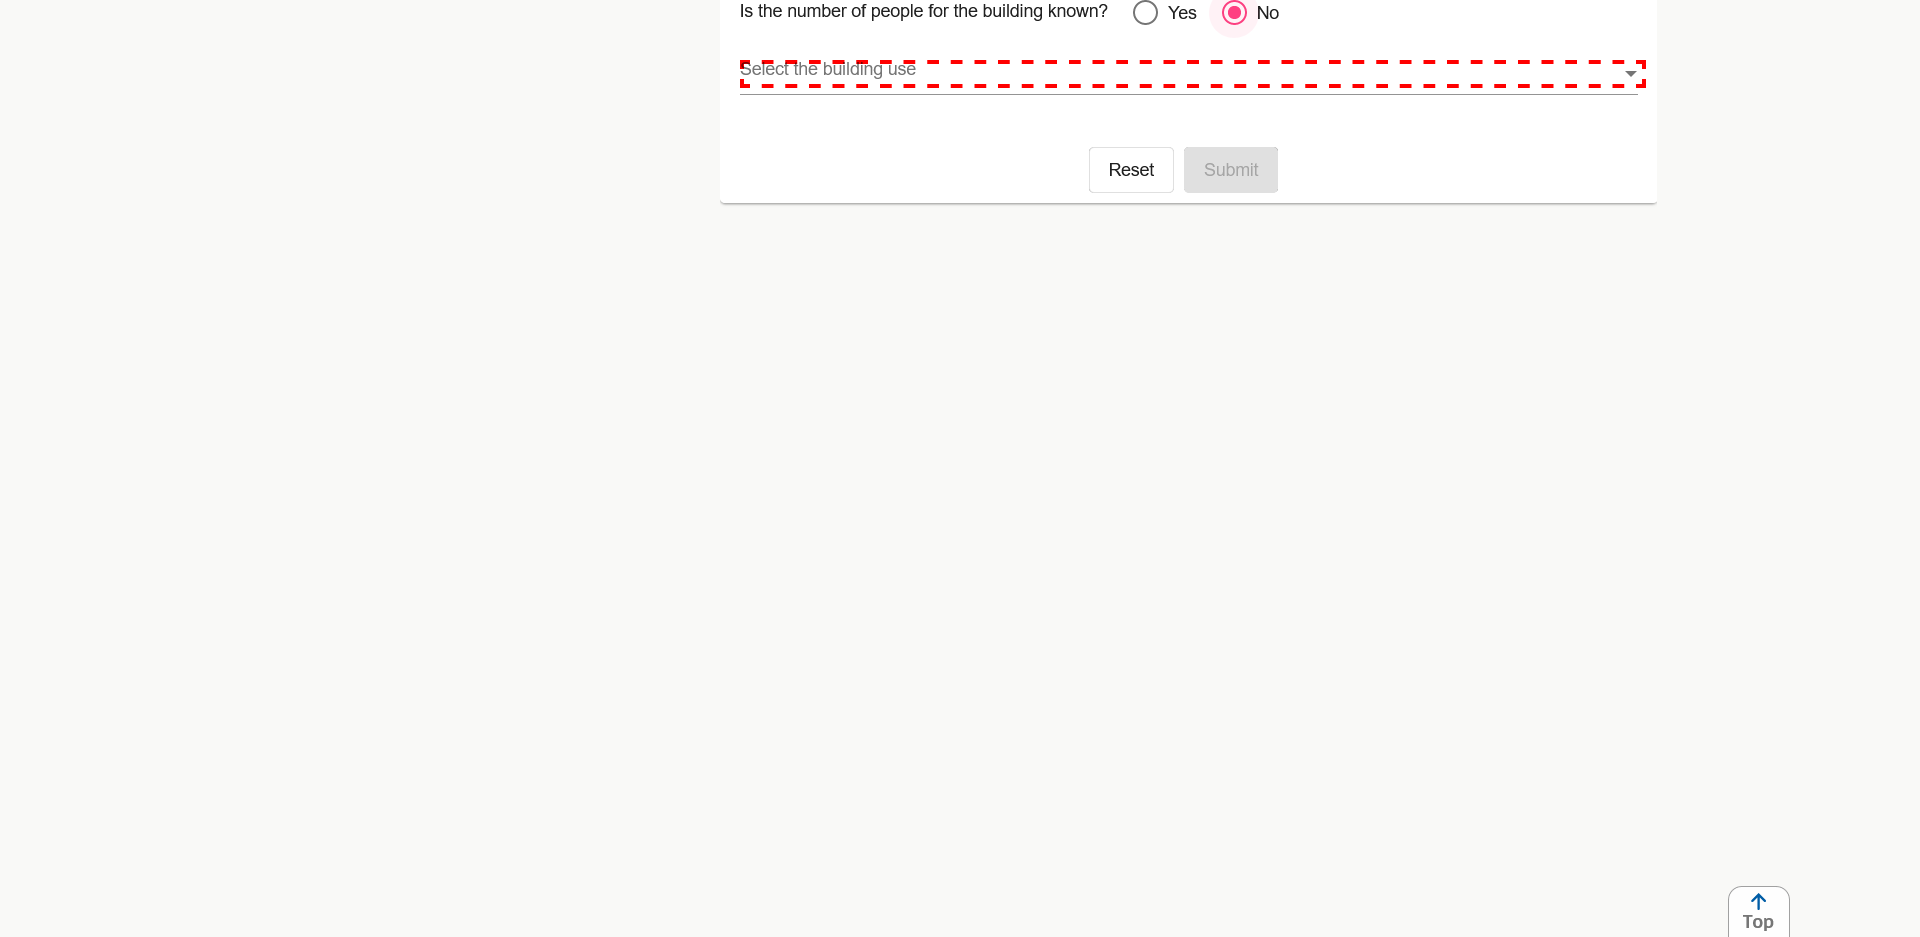 Is the number of people for the building known? Yes No
Select the building use
Reset Submit
Top